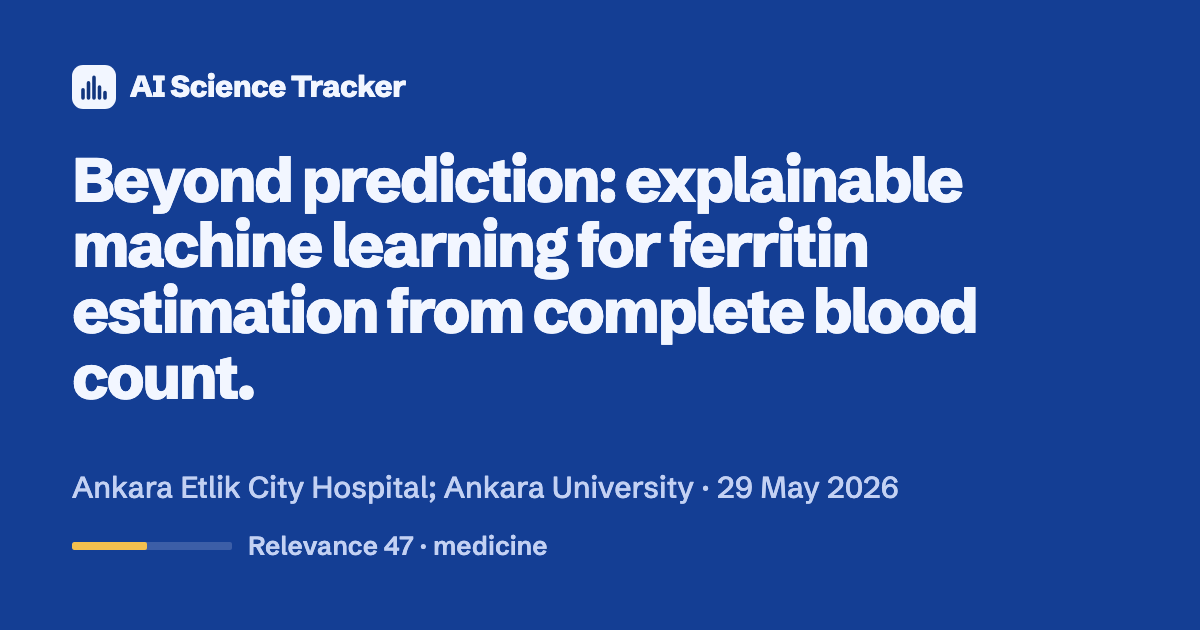 AI Science Tracker
Beyond prediction: explainable
machine learning for ferritin
estimation from complete blood
count.
Ankara Etlik City Hospital; Ankara University · 29 May 2026
Relevance 47 · medicine